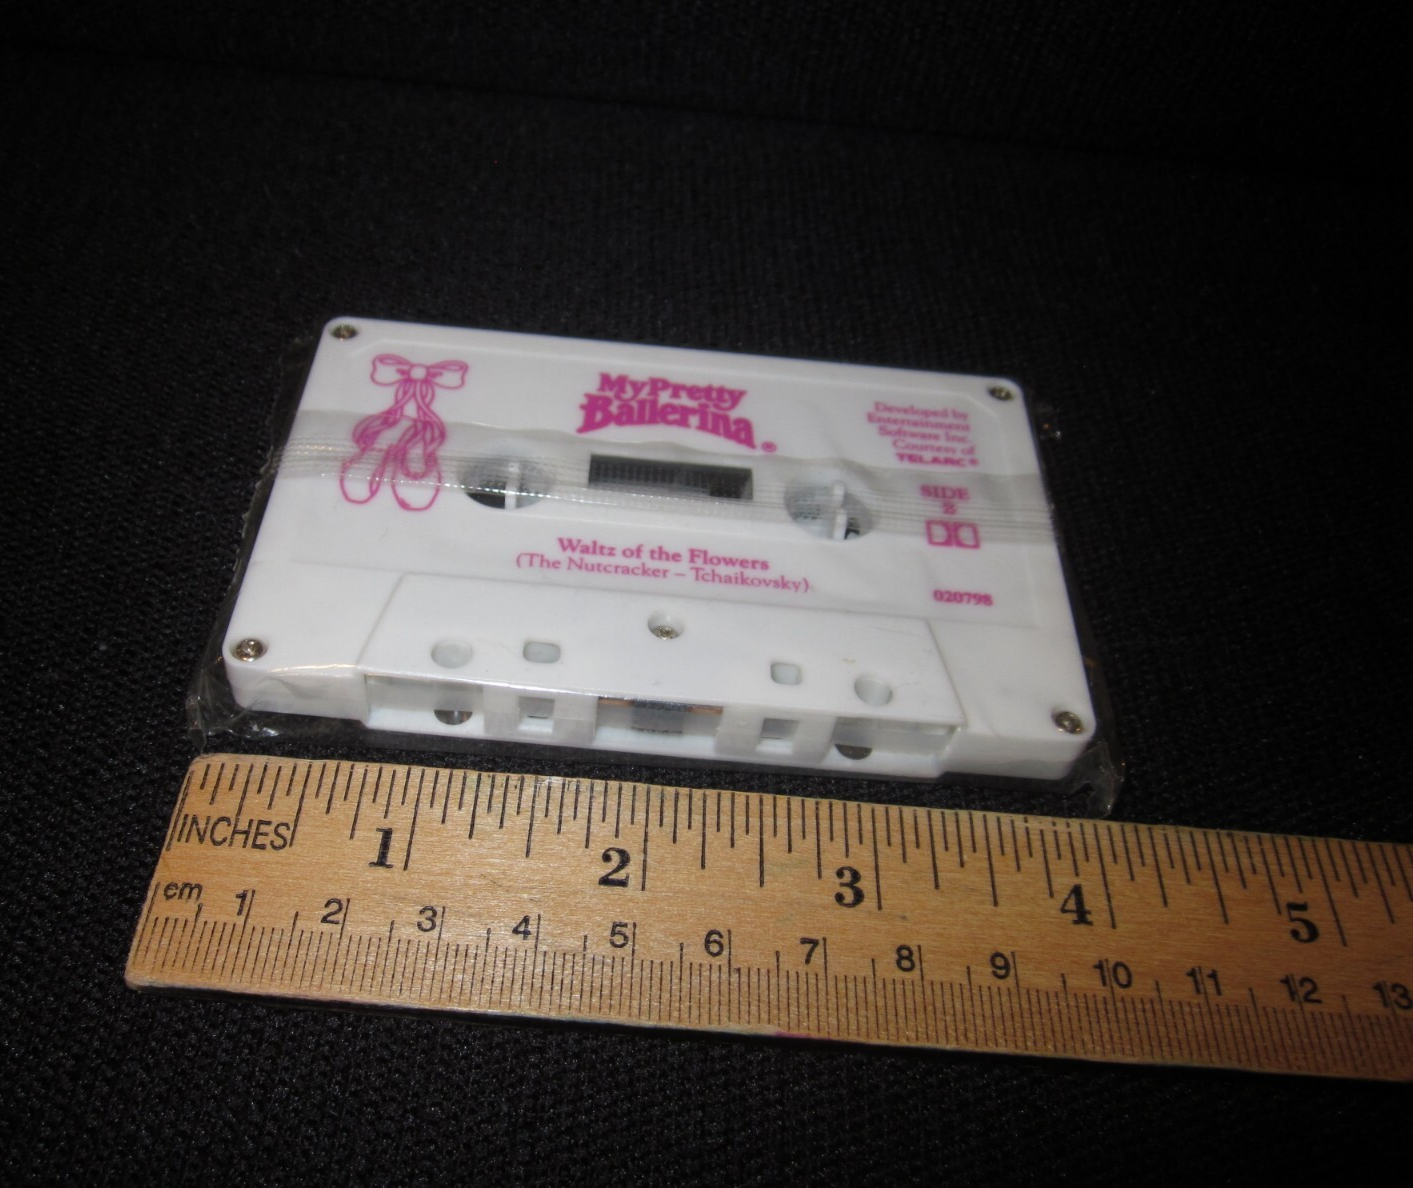 My Pretty
Ballerina®
Developed by
Entertainment
Software Inc.
Courtesy of
TELARC®
SIDE
2
Waltz of the Flowers
(The Nutcracker – Tchaikovsky)
020798
INCHES
1 2 3 4 5
cm
1 2 3 4 5 6 7 8 9 10 11 12 13